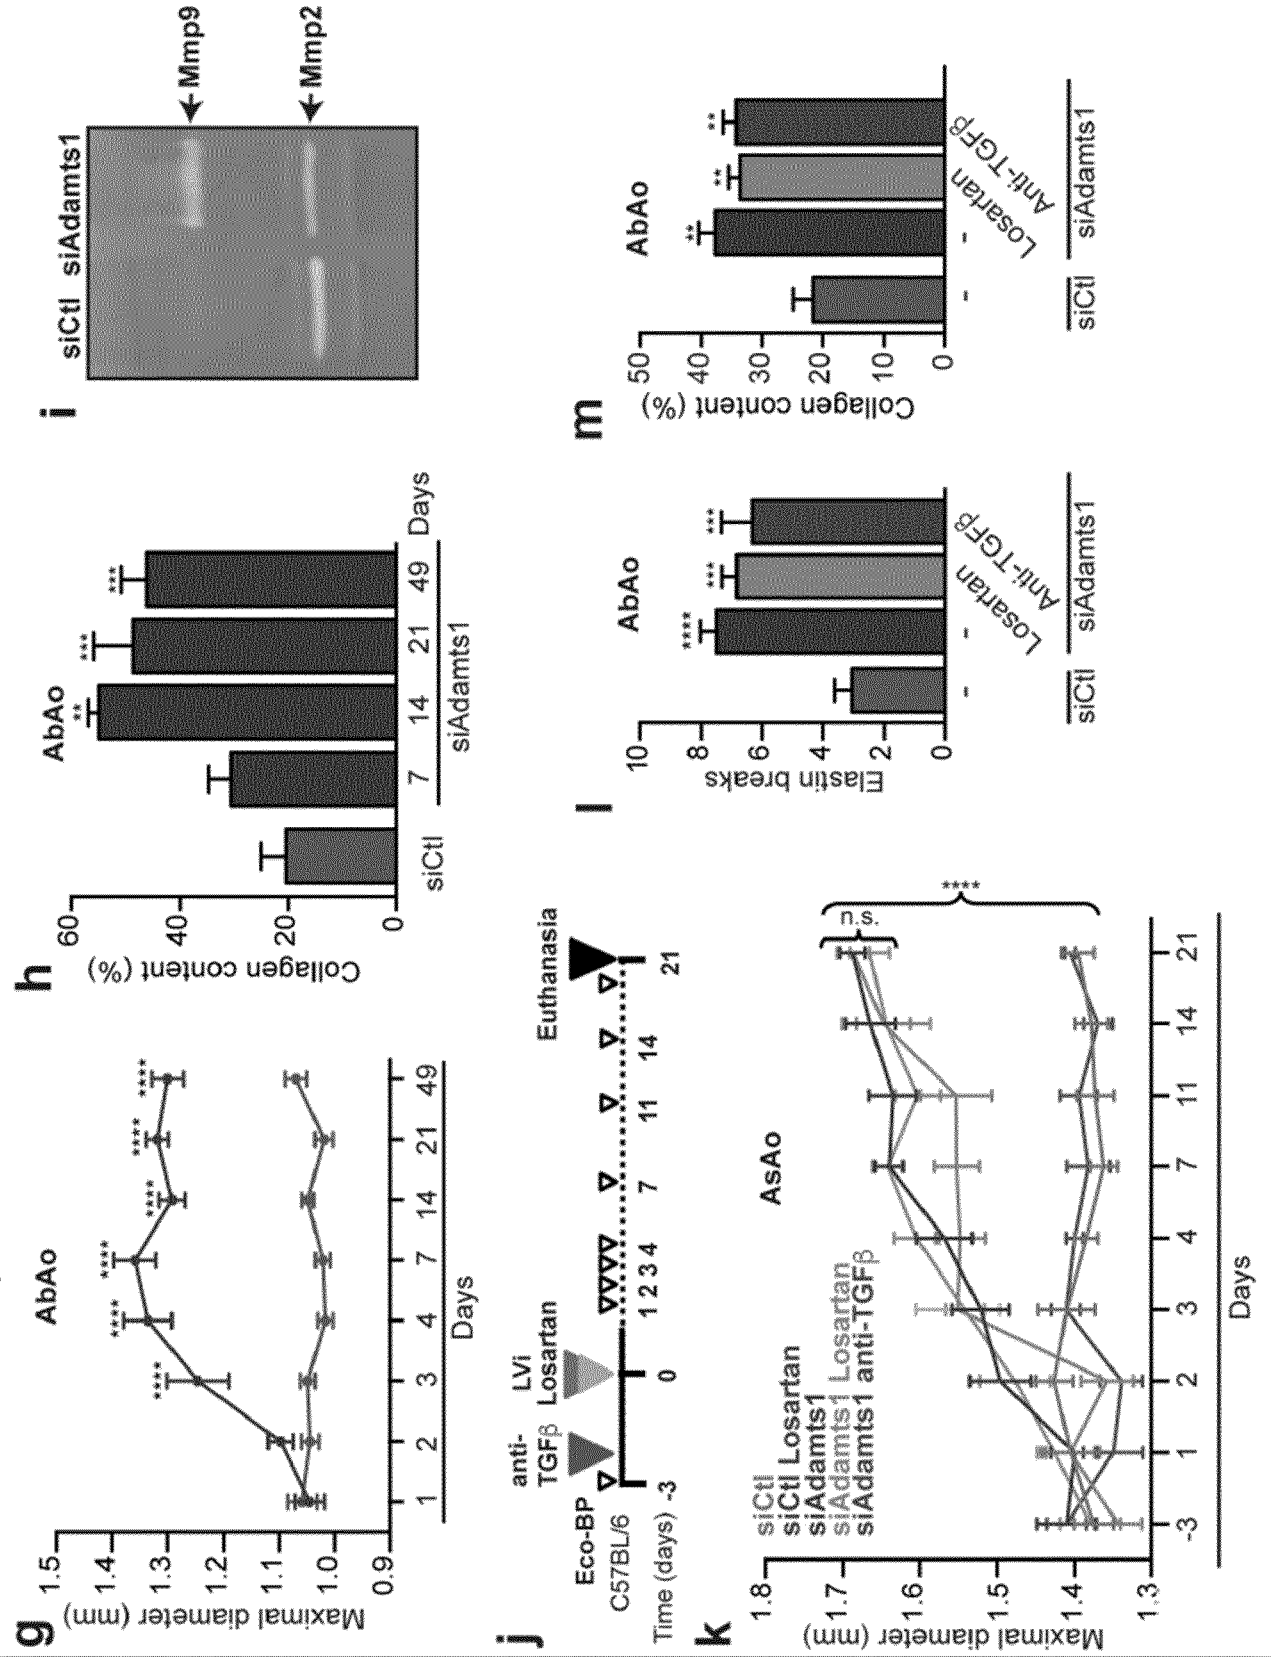 g
AbAo
Maximal diameter (mm)
1.5
1.4
1.3
1.2
1.1
1.0
0.9
**** **** **** **** **** ****
1 2 3 4 7 14 21 49
Days
h
AbAo
Collagen content (%)
60
40
20
0
** *** ***
7 14 21 49 Days
siCtl siAdamts1
i
siCtl siAdamts1
Mmp9
Mmp2
j
anti-TGFβ
LVi
Losartan
Euthanasia
Eco-BP
C57BL/6
Time (days) -3 0 1 2 3 4 7 11 14 21
k
AsAo
Maximal diameter (mm)
1.8
1.7
1.6
1.5
1.4
1.3
siCtl
siCtl Losartan
siAdamts1
siAdamts1 Losartan
siAdamts1 anti-TGFβ
n.s.
****
-3 1 2 3 4 7 11 14 21
Days
l
AbAo
Elastin breaks
10
8
6
4
2
0
**** *** ***
- - Losartan Anti-TGFβ
siCtl siAdamts1
m
AbAo
Collagen content (%)
50
40
30
20
10
0
** ** **
- - Losartan Anti-TGFβ
siCtl siAdamts1